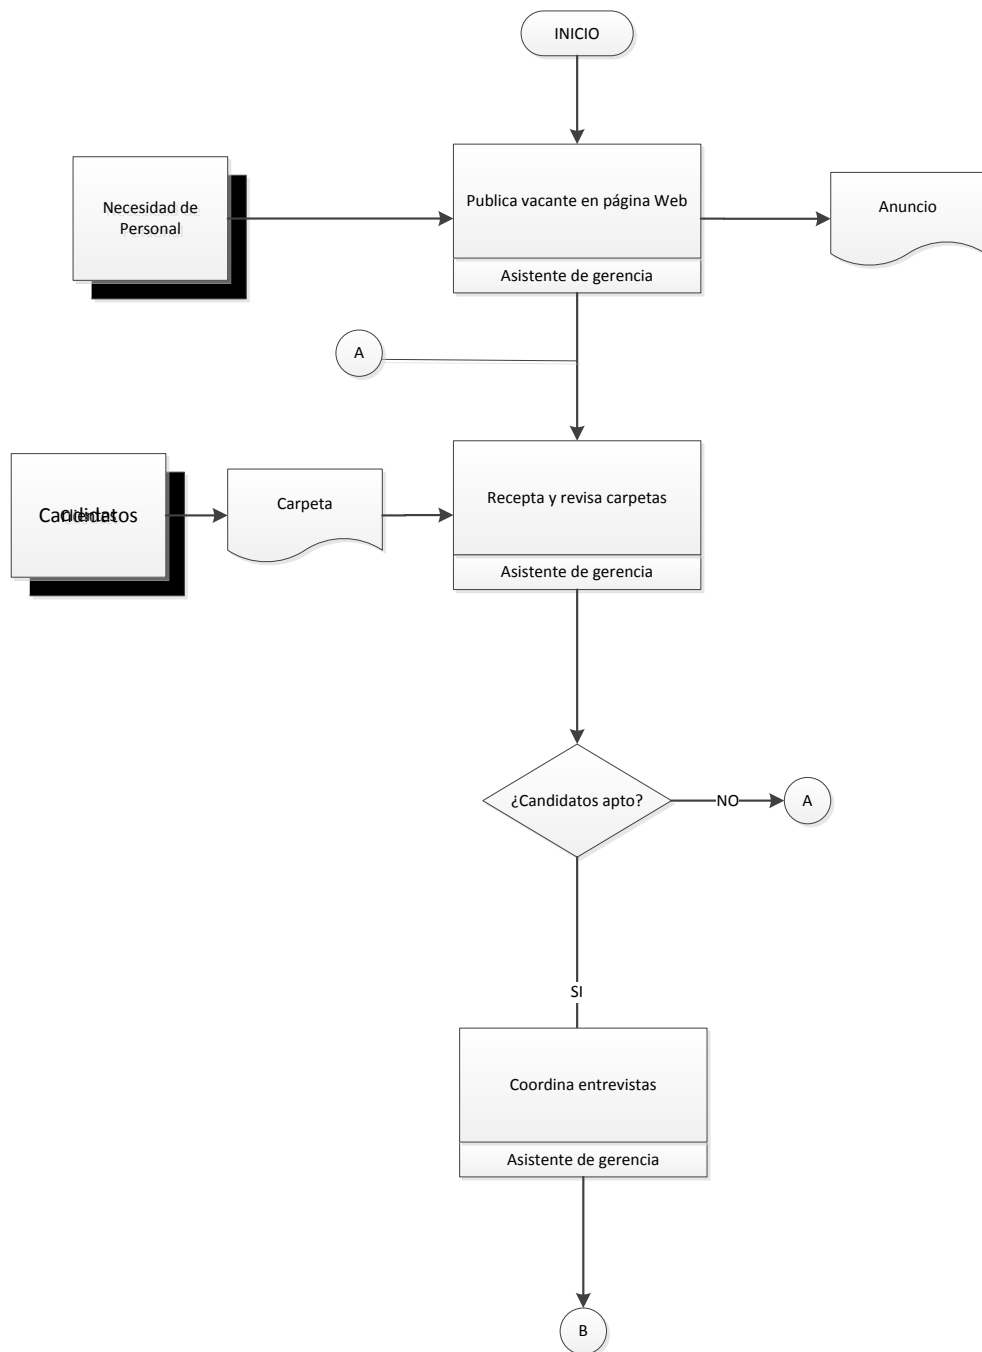 INICIO
Necesidad de
Personal
Publica vacante en página Web
Anuncio
Asistente de gerencia
A
Candidatos
Carpeta
Recepta y revisa carpetas
Asistente de gerencia
¿Candidatos apto?
NO
A
SI
Coordina entrevistas
Asistente de gerencia
B